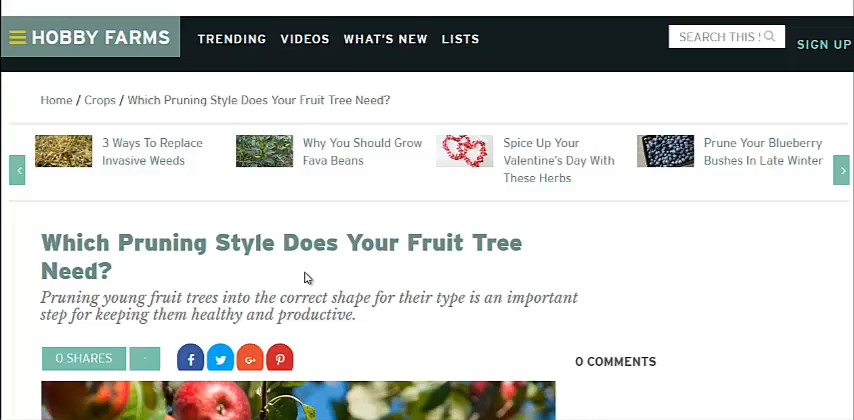 HOBBY FARMS
TRENDING VIDEOS WHAT'S NEW LISTS
SEARCH THIS
SIGN UP
Home / Crops / Which Pruning Style Does Your Fruit Tree Need?
3 Ways To Replace
Invasive Weeds
Why You Should Grow
Fava Beans
Spice Up Your
Valentine's Day With
These Herbs
Prune Your Blueberry
Bushes In Late Winter
Which Pruning Style Does Your Fruit Tree
Need?
Pruning young fruit trees into the correct shape for their type is an important
step for keeping them healthy and productive.
0 SHARES
0 COMMENTS